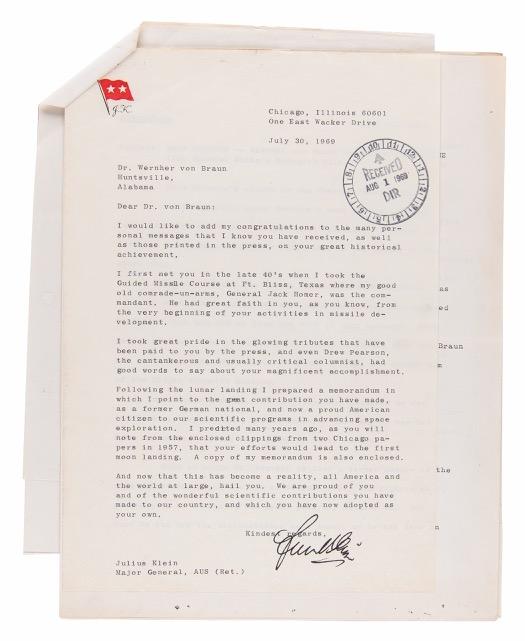 J.K.
Chicago, Illinois 60601
One East Wacker Drive
July 30, 1969
RECEIVED
AUG 1 1969
DIR
Dr. Wernher von Braun
Huntsville,
Alabama
Dear Dr. von Braun:
I would like to add my congratulations to the many per-
sonal messages that I know you have received, as well
as those printed in the press, on your great historical
achievement.
I first met you in the late 40's when I took the
Guided Missile Course at Ft. Bliss, Texas where my good
old comrade-un-arms, General Jack Homer, was the com-
mandant. He had great faith in you, as you know, from
the very beginning of your activities in missile de-
velopment.
I took great pride in the glowing tributes that have
been paid to you by the press, and even Drew Pearson,
the cantankerous and usually critical columnist, had
good words to say about your magnificent accomplishment.
Following the lunar landing I prepared a memorandum in
which I point to the great contribution you have made,
as a former German national, and now a proud American
citizen to our scientific programs in advancing space
exploration. I predited many years ago, as you will
note from the enclosed clippings from two Chicago pa-
pers in 1957, that your efforts would lead to the first
moon landing. A copy of my memorandum is also enclosed.
And now that this has become a reality, all America and
the world at large, hail you. We are proud of you
and of the wonderful scientific contributions you have
made to our country, and which you have now adopted as
your own.
Kindest regards,
Julius Klein
Major General, AUS (Ret.)
as
ed
Braun
the